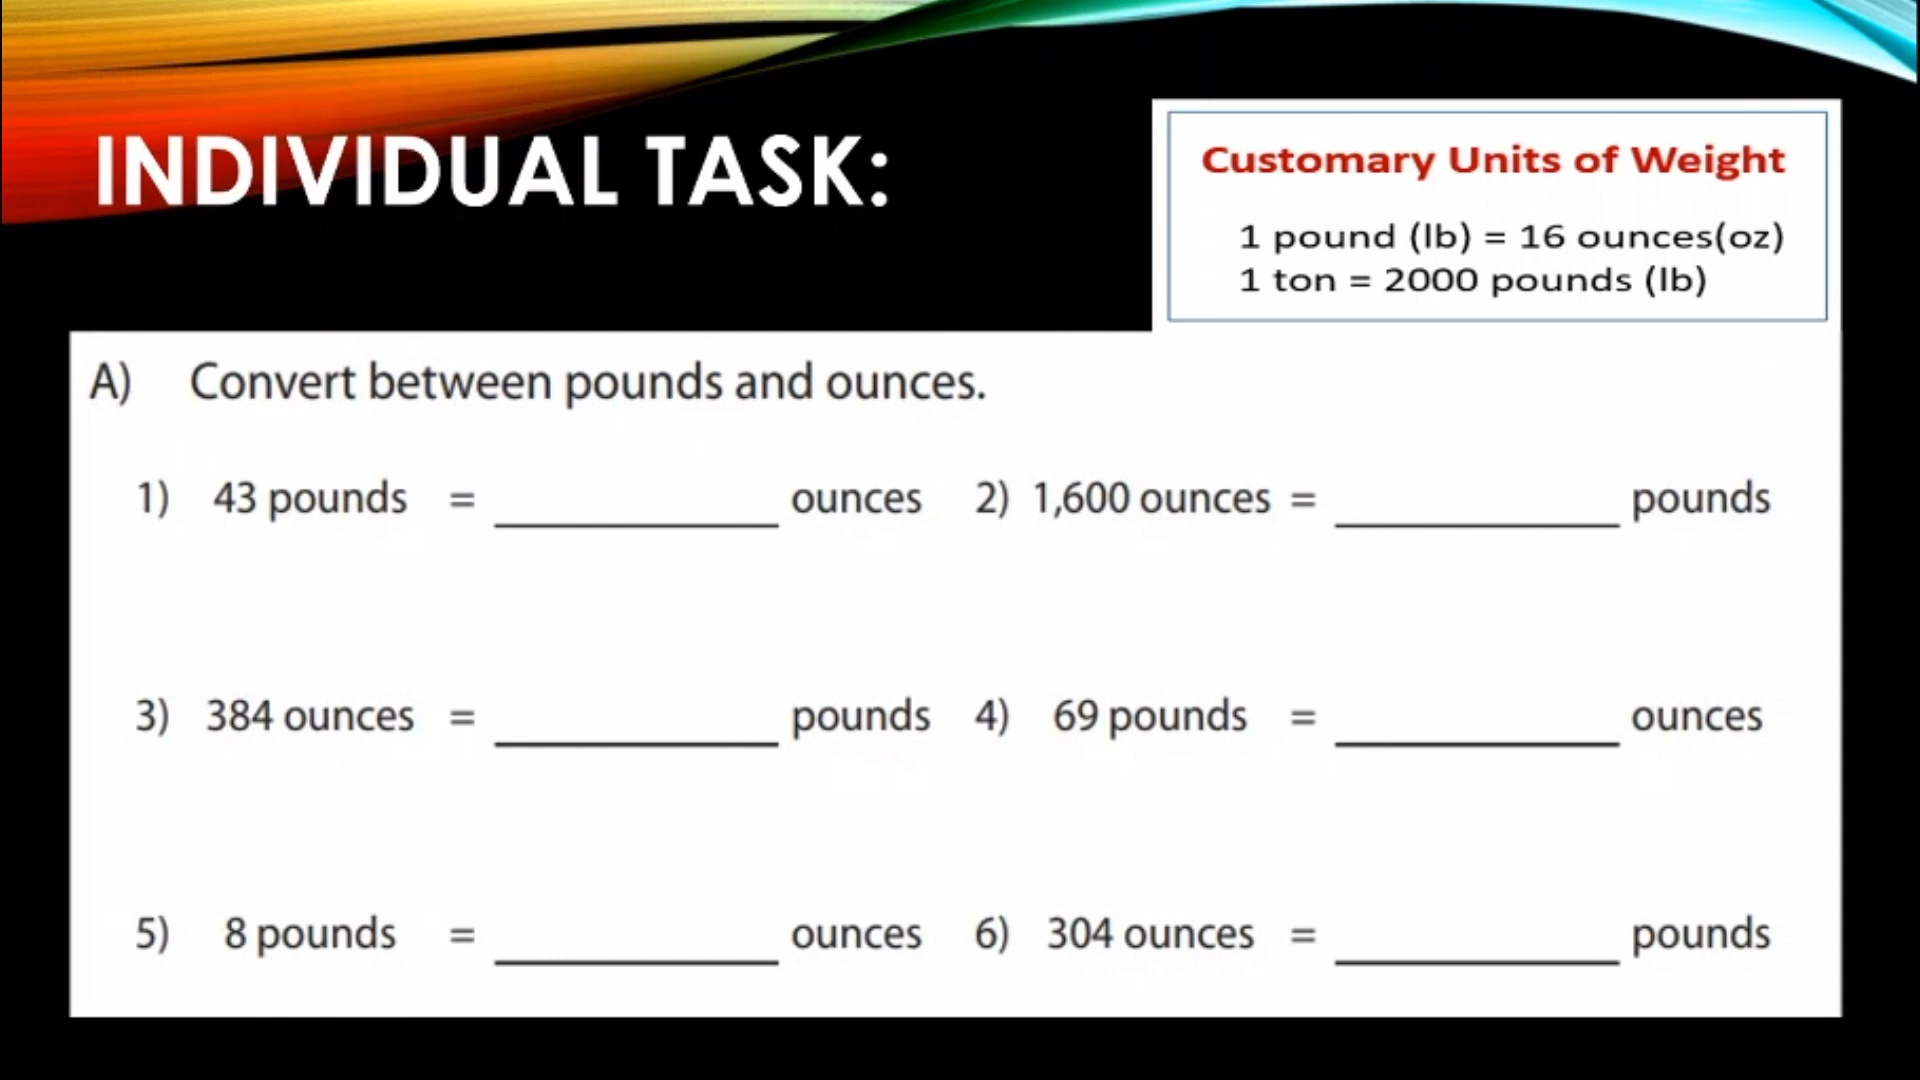 INDIVIDUAL TASK:
Customary Units of Weight
1 pound (lb) = 16 ounces(oz)
1 ton = 2000 pounds (lb)
A) Convert between pounds and ounces.
1) 43 pounds = ____________ ounces 2) 1,600 ounces = ____________ pounds
3) 384 ounces = ____________ pounds 4) 69 pounds = ____________ ounces
5) 8 pounds = ____________ ounces 6) 304 ounces = ____________ pounds